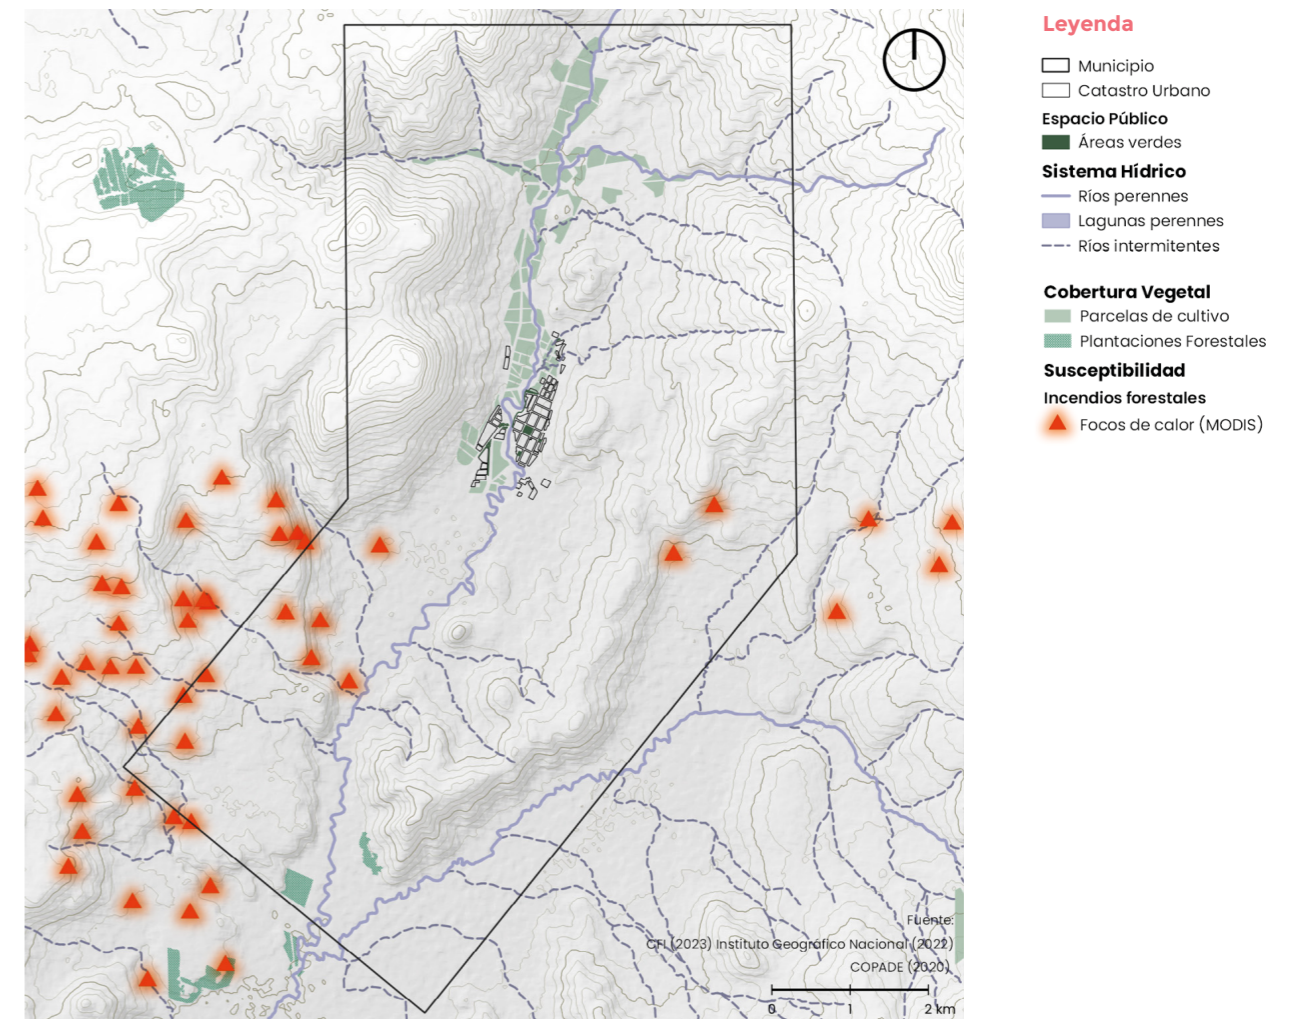 Leyenda
Municipio
Catastro Urbano
Espacio Público
Áreas verdes
Sistema Hídrico
Ríos perennes
Lagunas perennes
Ríos intermitentes
Cobertura Vegetal
Parcelas de cultivo
Plantaciones Forestales
Susceptibilidad
Incendios forestales
Focos de calor (MODIS)
Fuente:
CFI (2023) Instituto Geográfico Nacional (2022)
COPADE (2020)
0 1 2 km